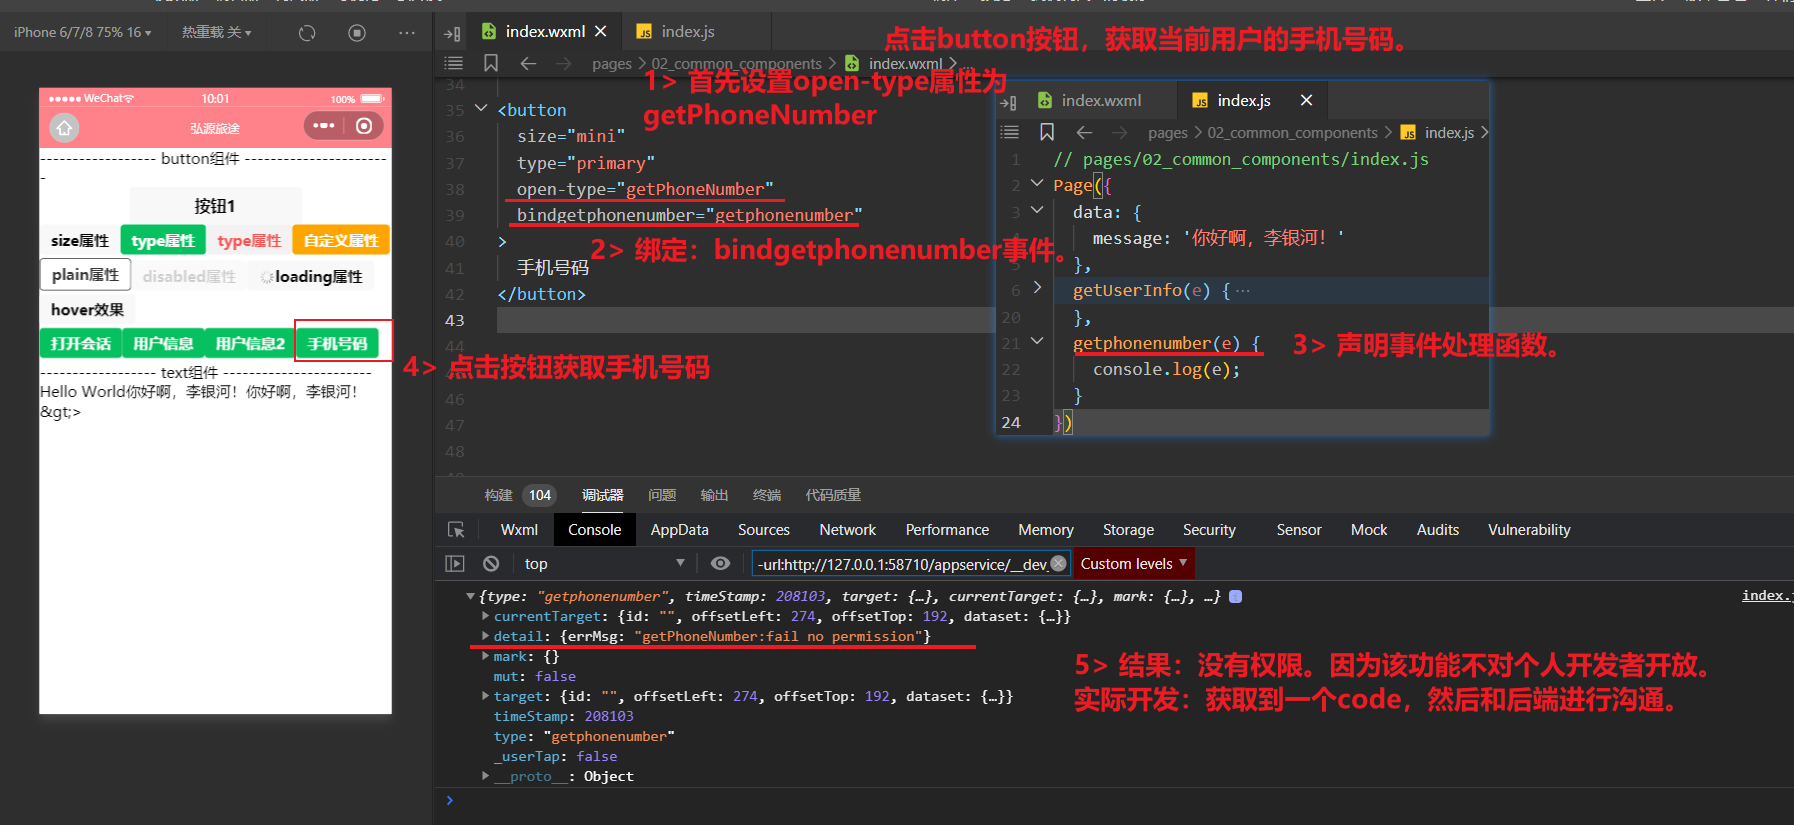 iPhone 6/7/8 75% 16 ▾
热重载 关 ▾
index.wxml
index.js
点击button按钮，获取当前用户的手机号码。
pages > 02_common_components > index.wxml > ...
1> 首先设置open-type属性为
getPhoneNumber
34
35 <button
36 size="mini"
37 type="primary"
38 open-type="getPhoneNumber"
39 bindgetphonenumber="getphonenumber"
40 >
41 手机号码
42 </button>
43
44
46
47
48
2> 绑定：bindgetphonenumber事件。
index.wxml
index.js
pages > 02_common_components > index.js >
1 // pages/02_common_components/index.js
2 Page({
3 data: {
message: '你好啊，李银河！'
5 },
6 getUserInfo(e) { ...
20 },
21 getphonenumber(e) {
22 console.log(e);
23 }
24 })
3> 声明事件处理函数。
WeChat
10:01
100%
弘源旅途
------------------ button组件 ----------------------
-
按钮1
size属性
type属性
type属性
自定义属性
plain属性
disabled属性
loading属性
hover效果
打开会话
用户信息
用户信息2
手机号码
------------------ text组件 -----------------------
Hello World你好啊，李银河！你好啊，李银河！
&gt;>
4> 点击按钮获取手机号码
构建 104 调试器 问题 输出 终端 代码质量
Wxml Console AppData Sources Network Performance Memory Storage Security Sensor Mock Audits Vulnerability
top
-url:http://127.0.0.1:58710/appservice/__dev_
Custom levels
{type: "getphonenumber", timeStamp: 208103, target: {…}, currentTarget: {…}, mark: {…}, …}
index.j
currentTarget: {id: "", offsetLeft: 274, offsetTop: 192, dataset: {…}}
detail: {errMsg: "getPhoneNumber:fail no permission"}
mark: {}
mut: false
target: {id: "", offsetLeft: 274, offsetTop: 192, dataset: {…}}
timeStamp: 208103
type: "getphonenumber"
_userTap: false
__proto__: Object
5> 结果：没有权限。因为该功能不对个人开发者开放。
实际开发：获取到一个code，然后和后端进行沟通。